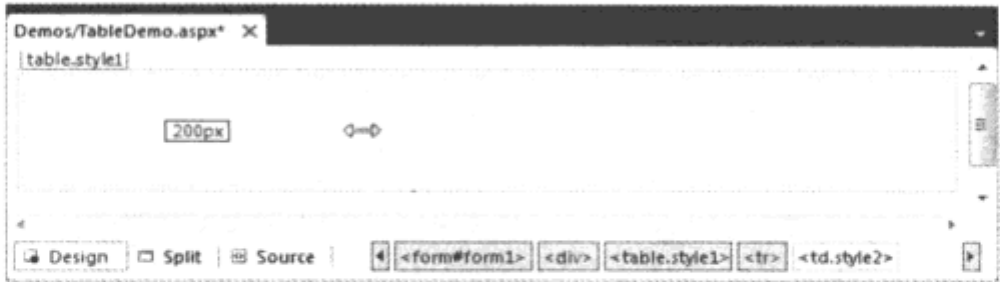 Demos/TableDemo.aspx*
table.style1
200px
Design Split Source <form#form1> <div> <table.style1> <tr> <td.style2>